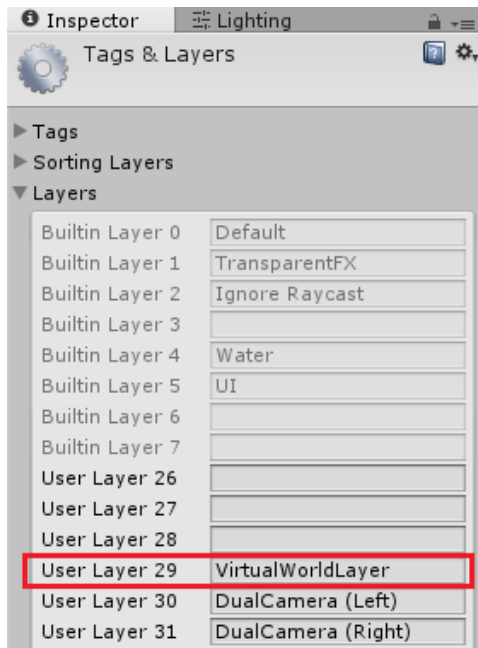 Inspector Lighting
Tags & Layers
Tags
Sorting Layers
Layers
Builtin Layer 0 Default
Builtin Layer 1 TransparentFX
Builtin Layer 2 Ignore Raycast
Builtin Layer 3
Builtin Layer 4 Water
Builtin Layer 5 UI
Builtin Layer 6
Builtin Layer 7
User Layer 26
User Layer 27
User Layer 28
User Layer 29 VirtualWorldLayer
User Layer 30 DualCamera (Left)
User Layer 31 DualCamera (Right)